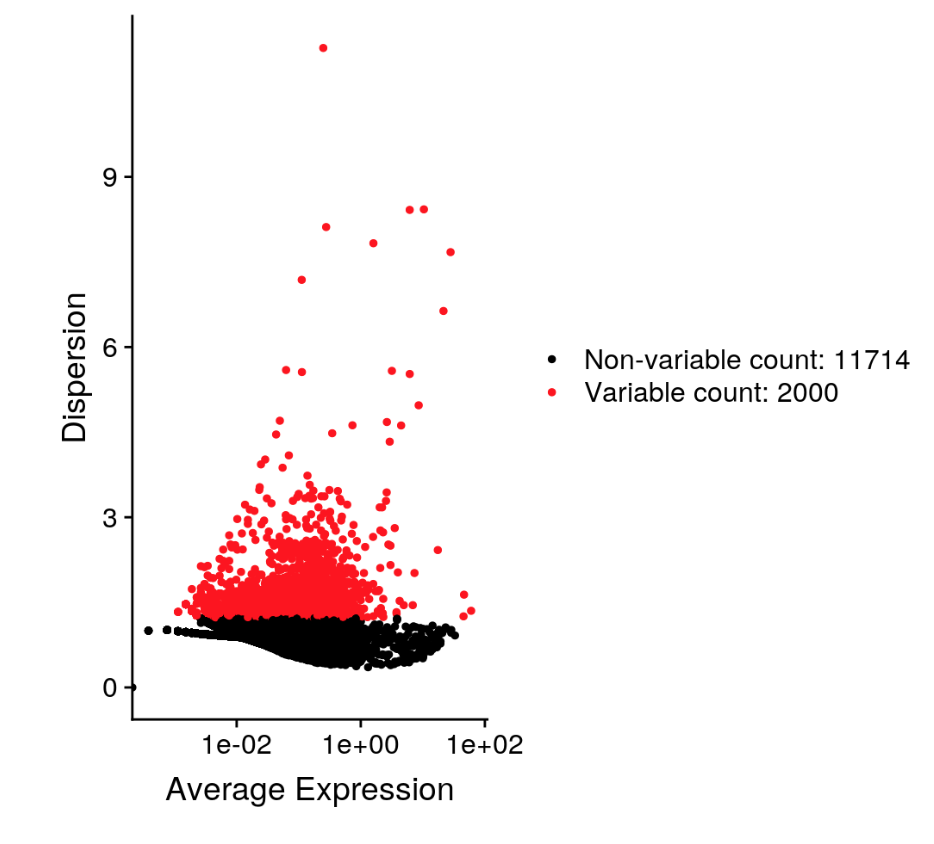 9
6
3
0
Dispersion
1e-02 1e+00 1e+02
Average Expression
Non-variable count: 11714
Variable count: 2000